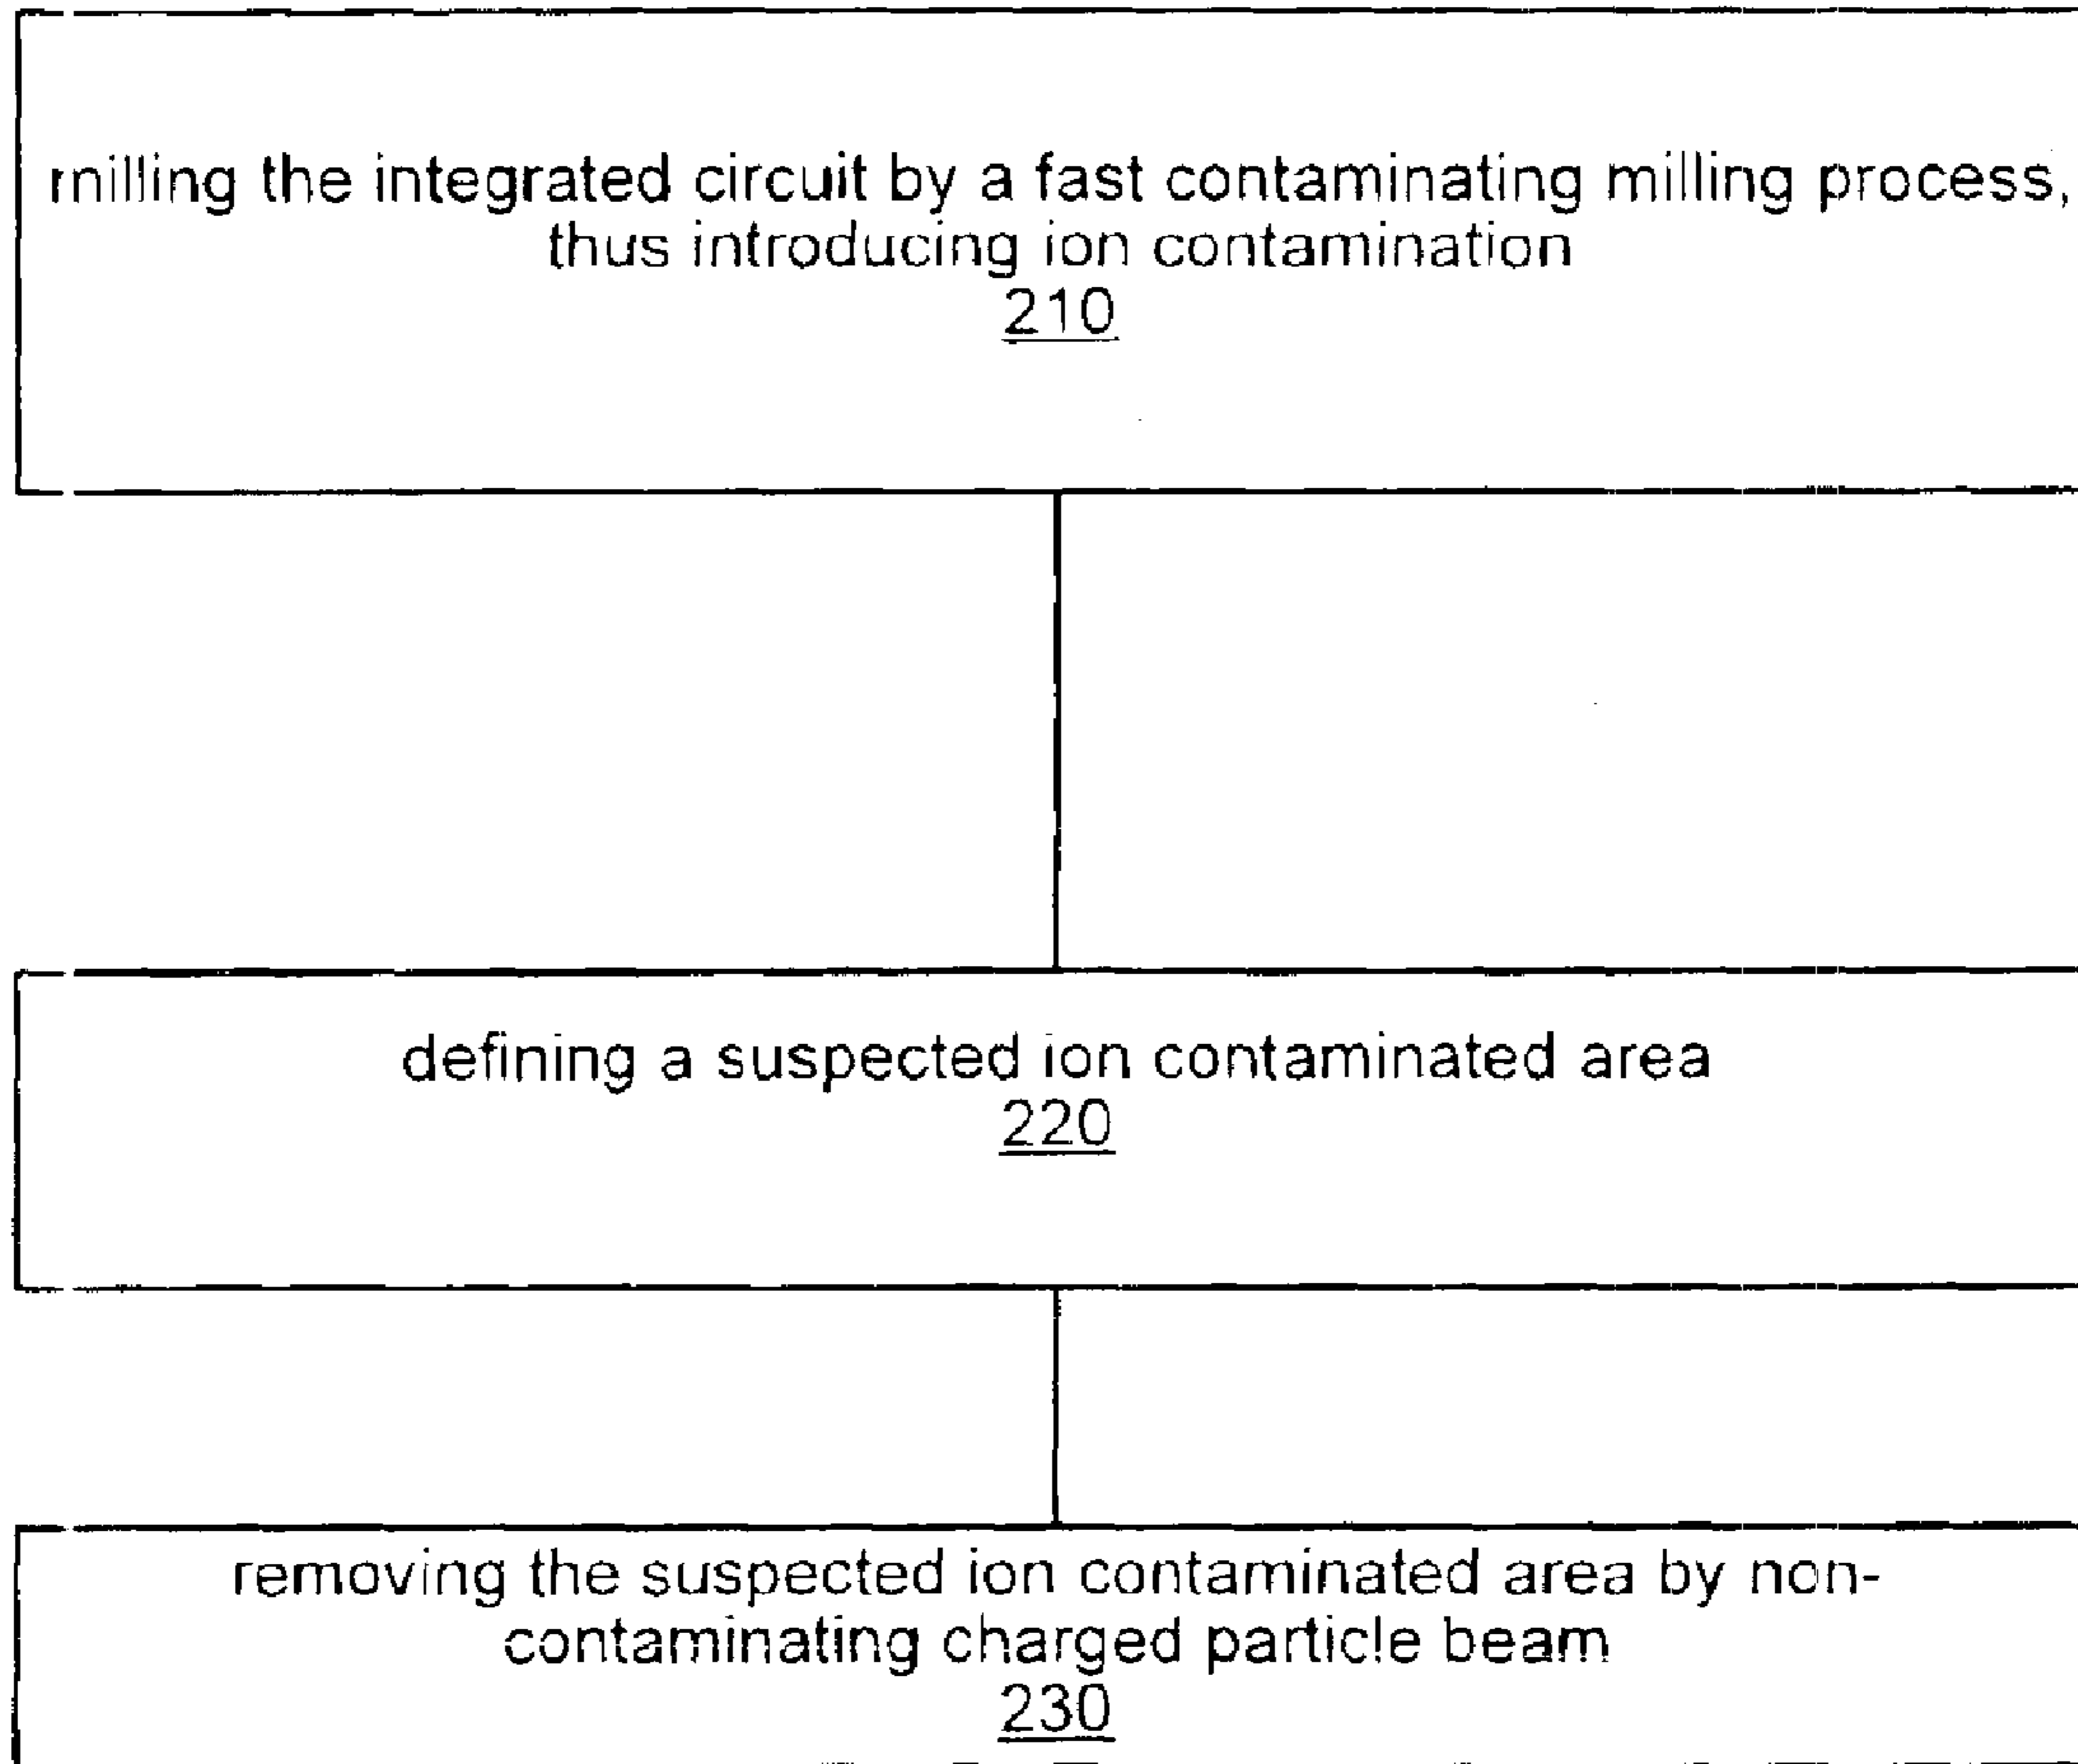 milling the integrated circuit by a fast contaminating milling process,
thus introducing ion contamination
210
defining a suspected ion contaminated area
220
removing the suspected ion contaminated area by non-
contaminating charged particle beam
230